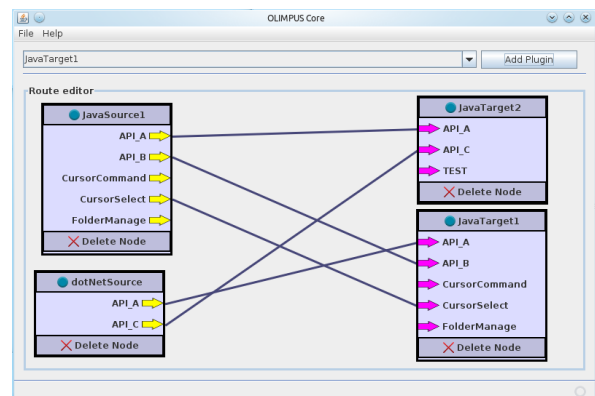 OLIMPUS Core
File Help
JavaTarget1
Add Plugin
Route editor
JavaSource1
API_A
API_B
CursorCommand
CursorSelect
FolderManage
Delete Node
dotNetSource
API_A
API_C
Delete Node
JavaTarget2
API_A
API_C
TEST
Delete Node
JavaTarget1
API_A
API_B
CursorCommand
CursorSelect
FolderManage
Delete Node